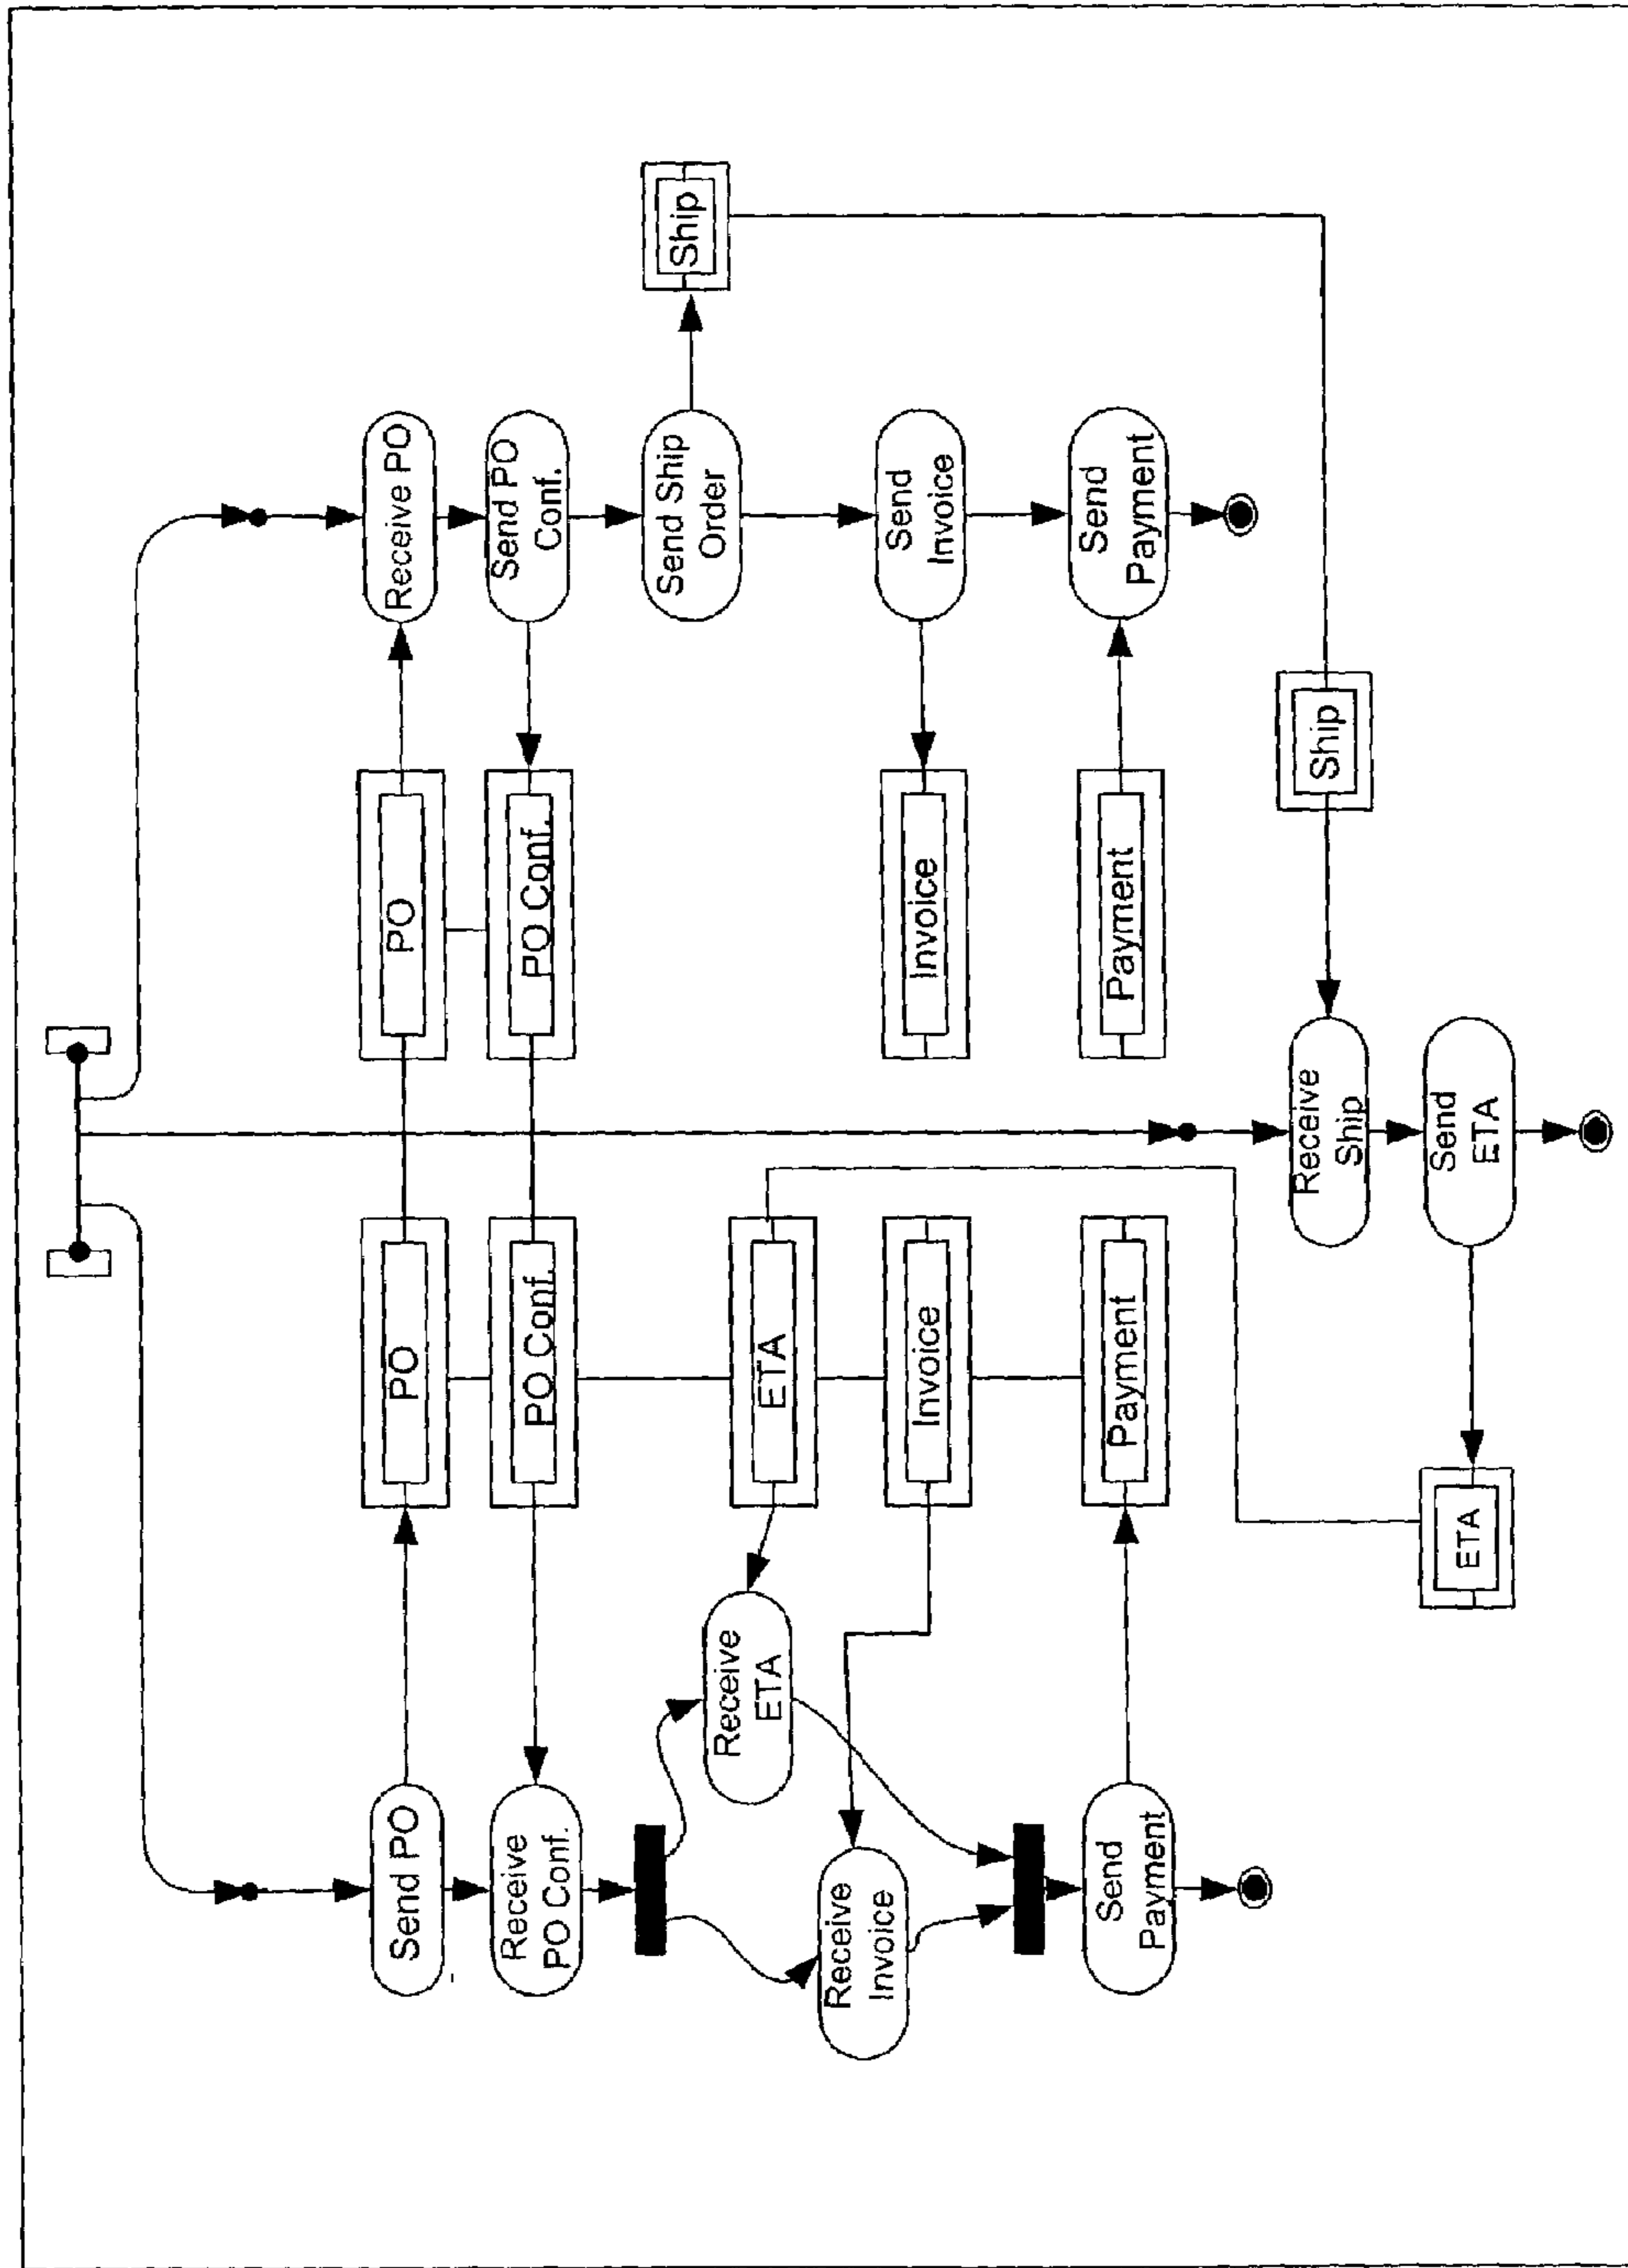 Send PO
PO
PO
Receive PO
Receive
PO Conf.
PO Conf.
PO Conf.
Send PO
Conf.
Send Ship
Order
Ship
Receive
ETA
ETA
Receive
Invoice
Invoice
Invoice
Send
Invoice
Send
Payment
Payment
Payment
Send
Payment
Receive
Ship
Ship
ETA
Send
ETA